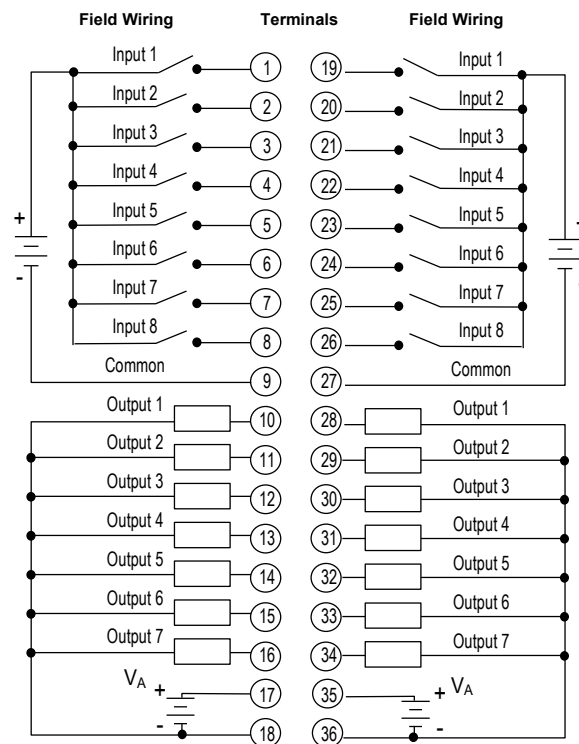 Field Wiring Terminals Field Wiring
Input 1 1 19 Input 1
Input 2 2 20 Input 2
Input 3 3 21 Input 3
Input 4 4 22 Input 4
Input 5 5 23 Input 5
+ +
Input 6 6 24 Input 6
- -
Input 7 7 25 Input 7
Input 8 8 26 Input 8
Common 9 27 Common
Output 1 10 28 Output 1
Output 2 11 29 Output 2
Output 3 12 30 Output 3
Output 4 13 31 Output 4
Output 5 14 32 Output 5
Output 6 15 33 Output 6
Output 7 16 34 Output 7
VA + 17 35 + VA
- 18 36 -